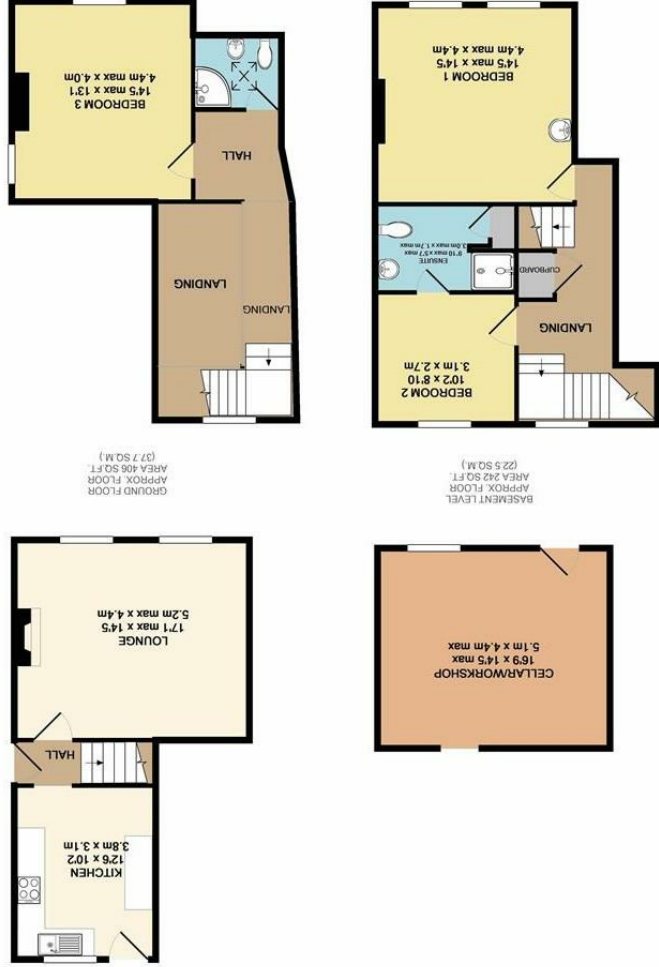 CELLAR/WORKSHOP
16'9 x 14'5 max
5.1m x 4.4m max
BASEMENT LEVEL
APPROX. FLOOR
AREA 242 SQ.FT.
(22.5 SQ.M.)
KITCHEN
12'6 x 10'2
3.8m x 3.1m
HALL
LOUNGE
17'1 max x 14'5
5.2m max x 4.4m
GROUND FLOOR
APPROX. FLOOR
AREA 406 SQ.FT.
(37.7 SQ.M.)
LANDING
CUPBOARD
BEDROOM 2
10'2 x 8'10
3.1m x 2.7m
ENSUITE
9'10 max x 5'7 max
3.0m max x 1.7m max
BEDROOM 1
14'5 max x 14'5
4.4m max x 4.4m
LANDING
LANDING
HALL
BEDROOM 3
14'5 max x 13'1
4.4m max x 4.0m